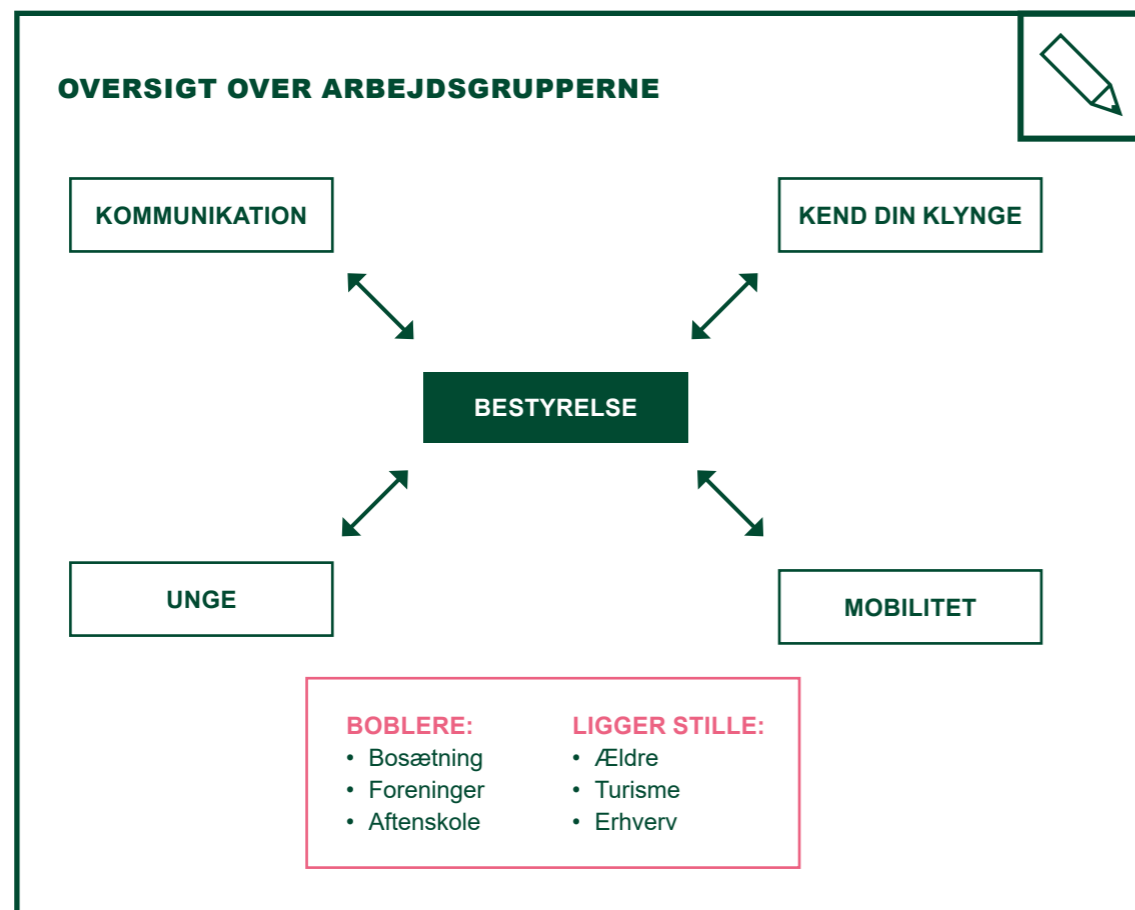 OVERSIGT OVER ARBEJDSGRUPPERNE
KOMMUNIKATION
KEND DIN KLYNGE
BESTYRELSE
UNGE
MOBILITET
BOBLERE:
• Bosætning
• Foreninger
• Aftenskole
LIGGER STILLE:
• Ældre
• Turisme
• Erhverv